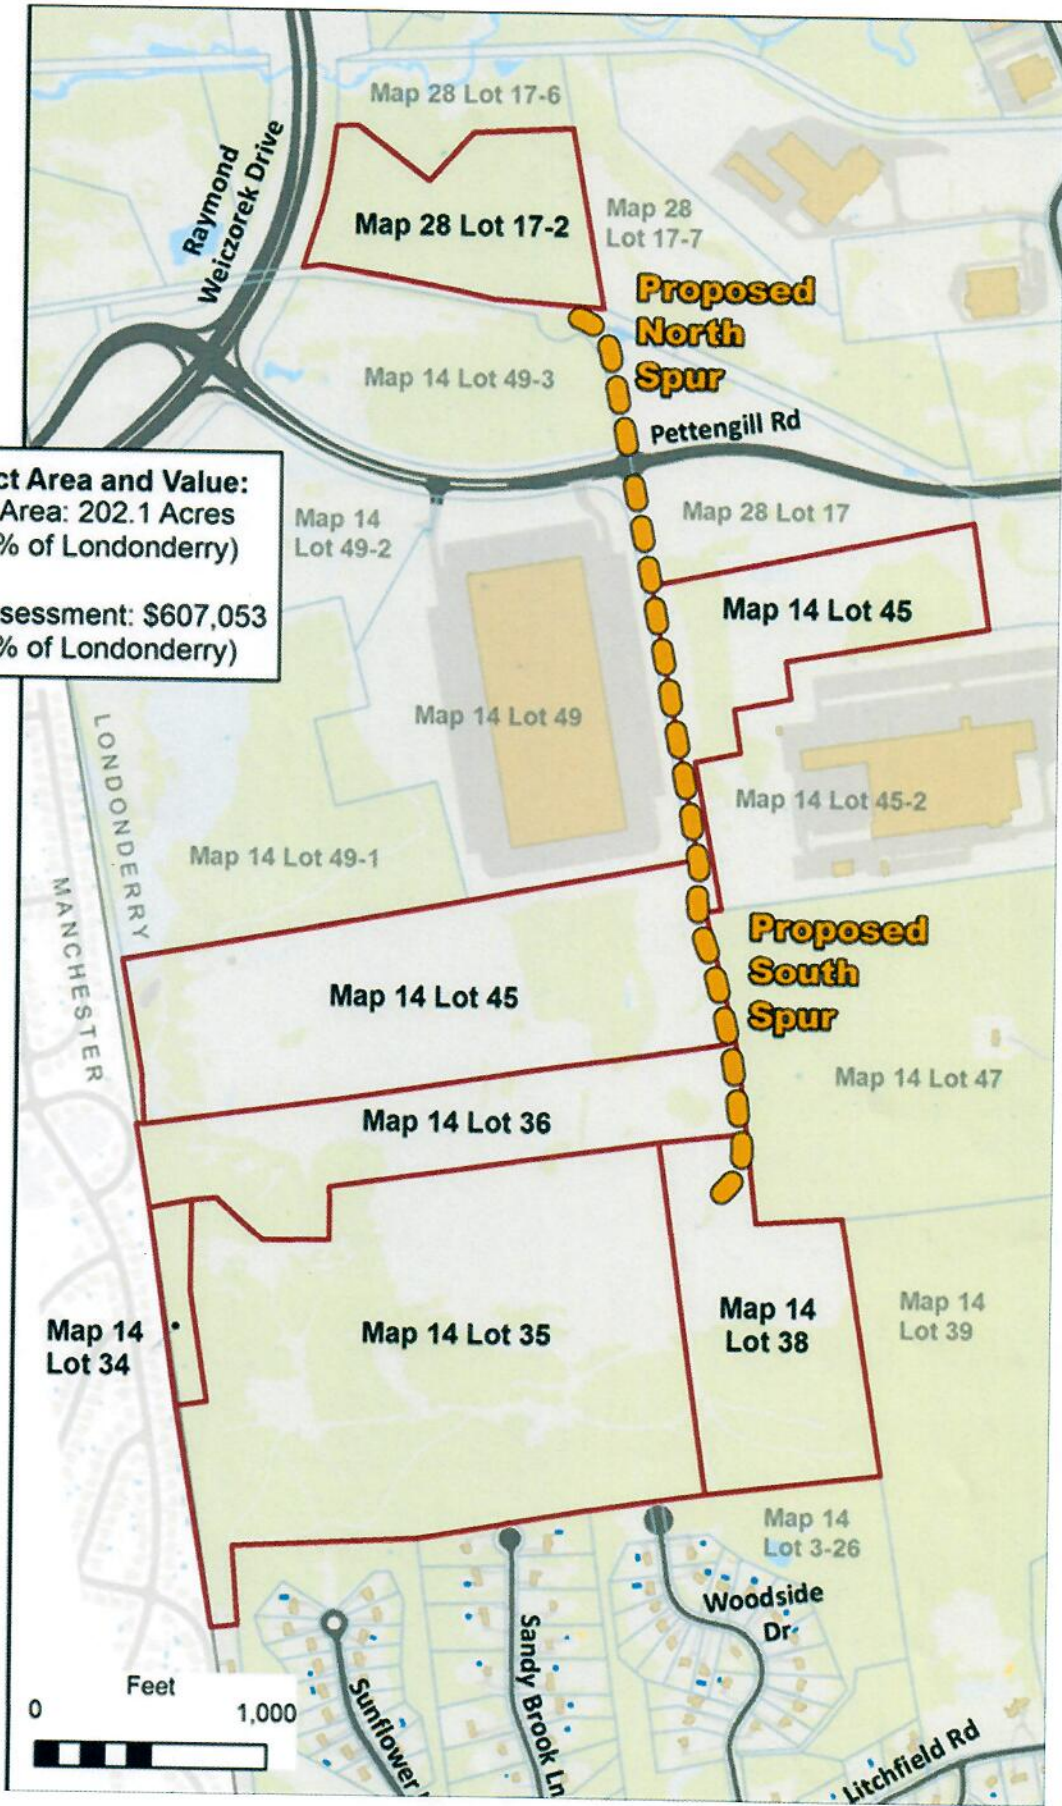 Map 28 Lot 17-6
Raymond
Weiczorek Drive
Map 28 Lot 17-2
Map 28
Lot 17-7
Proposed
North
Spur
Map 14 Lot 49-3
Pettengill Rd
ct Area and Value:
Area: 202.1 Acres
% of Londonderry)
sessment: $607,053
% of Londonderry)
Map 14
Lot 49-2
Map 28 Lot 17
Map 14 Lot 45
Map 14 Lot 49
LONDONDERRY
MANCHESTER
Map 14 Lot 45-2
Map 14 Lot 49-1
Proposed
South
Spur
Map 14 Lot 45
Map 14 Lot 47
Map 14 Lot 36
Map 14
Lot 34
Map 14 Lot 35
Map 14
Lot 38
Map 14
Lot 39
Map 14
Lot 3-26
Woodside
Dr
Sandy Brook Ln
Sunflower
Litchfield Rd
Feet
0 1,000